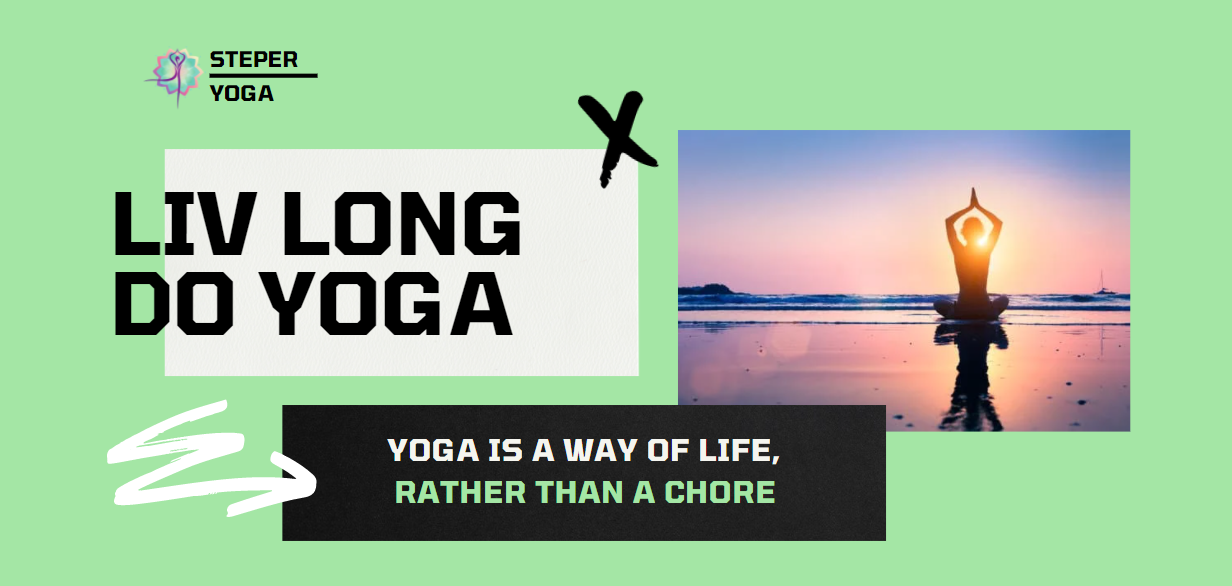 STEPER
YOGA
LIV LONG
DO YOGA
YOGA IS A WAY OF LIFE,
RATHER THAN A CHORE